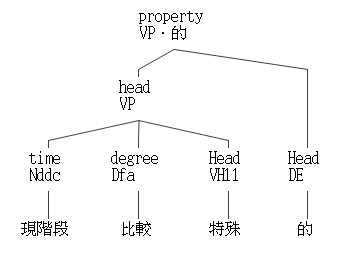 property
VP·的
head
VP
time degree Head Head
Nddc Dfa VH11 DE
現階段 比較 特殊 的